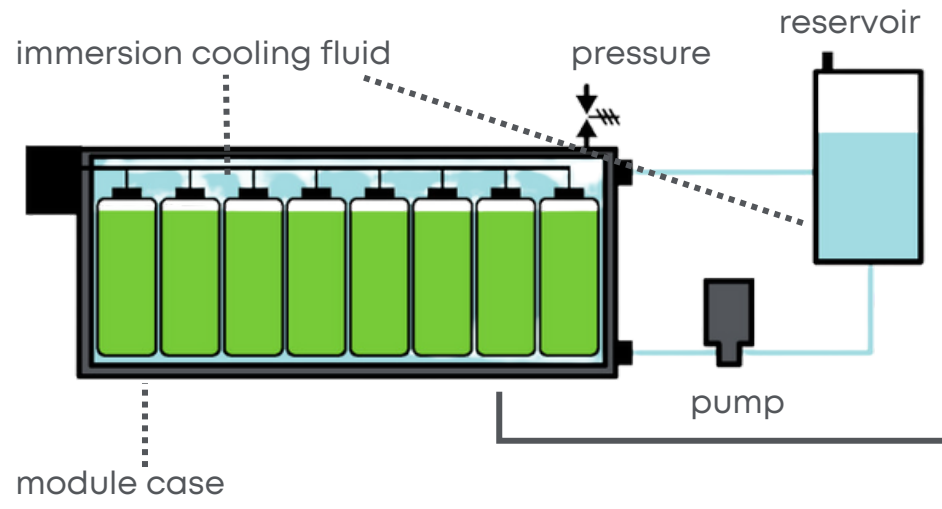 reservoir
immersion cooling fluid
pressure
pump
module case